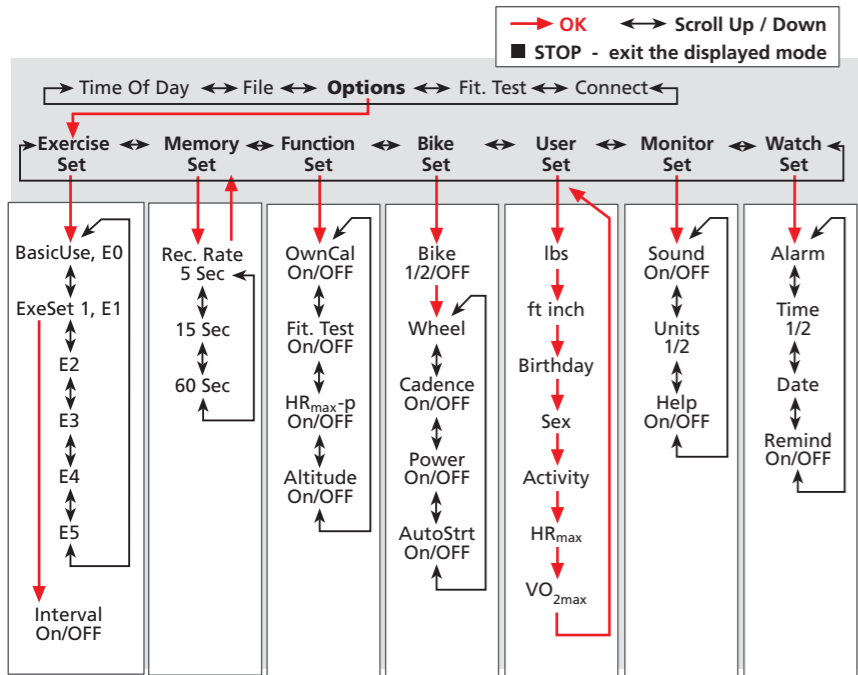 OK Scroll Up / Down
STOP - exit the displayed mode
Time Of Day File Options Fit. Test Connect
Exercise Set
Memory Set
Function Set
Bike Set
User Set
Monitor Set
Watch Set
BasicUse, E0
ExeSet 1, E1
E2
E3
E4
E5
Interval
On/OFF
Rec. Rate
5 Sec
15 Sec
60 Sec
OwnCal
On/OFF
Fit. Test
On/OFF
HRmax-p
On/OFF
Altitude
On/OFF
Bike
1/2/OFF
Wheel
Cadence
On/OFF
Power
On/OFF
AutoStrt
On/OFF
lbs
ft inch
Birthday
Sex
Activity
HRmax
VO2max
Sound
On/OFF
Units
1/2
Help
On/OFF
Alarm
Time
1/2
Date
Remind
On/OFF